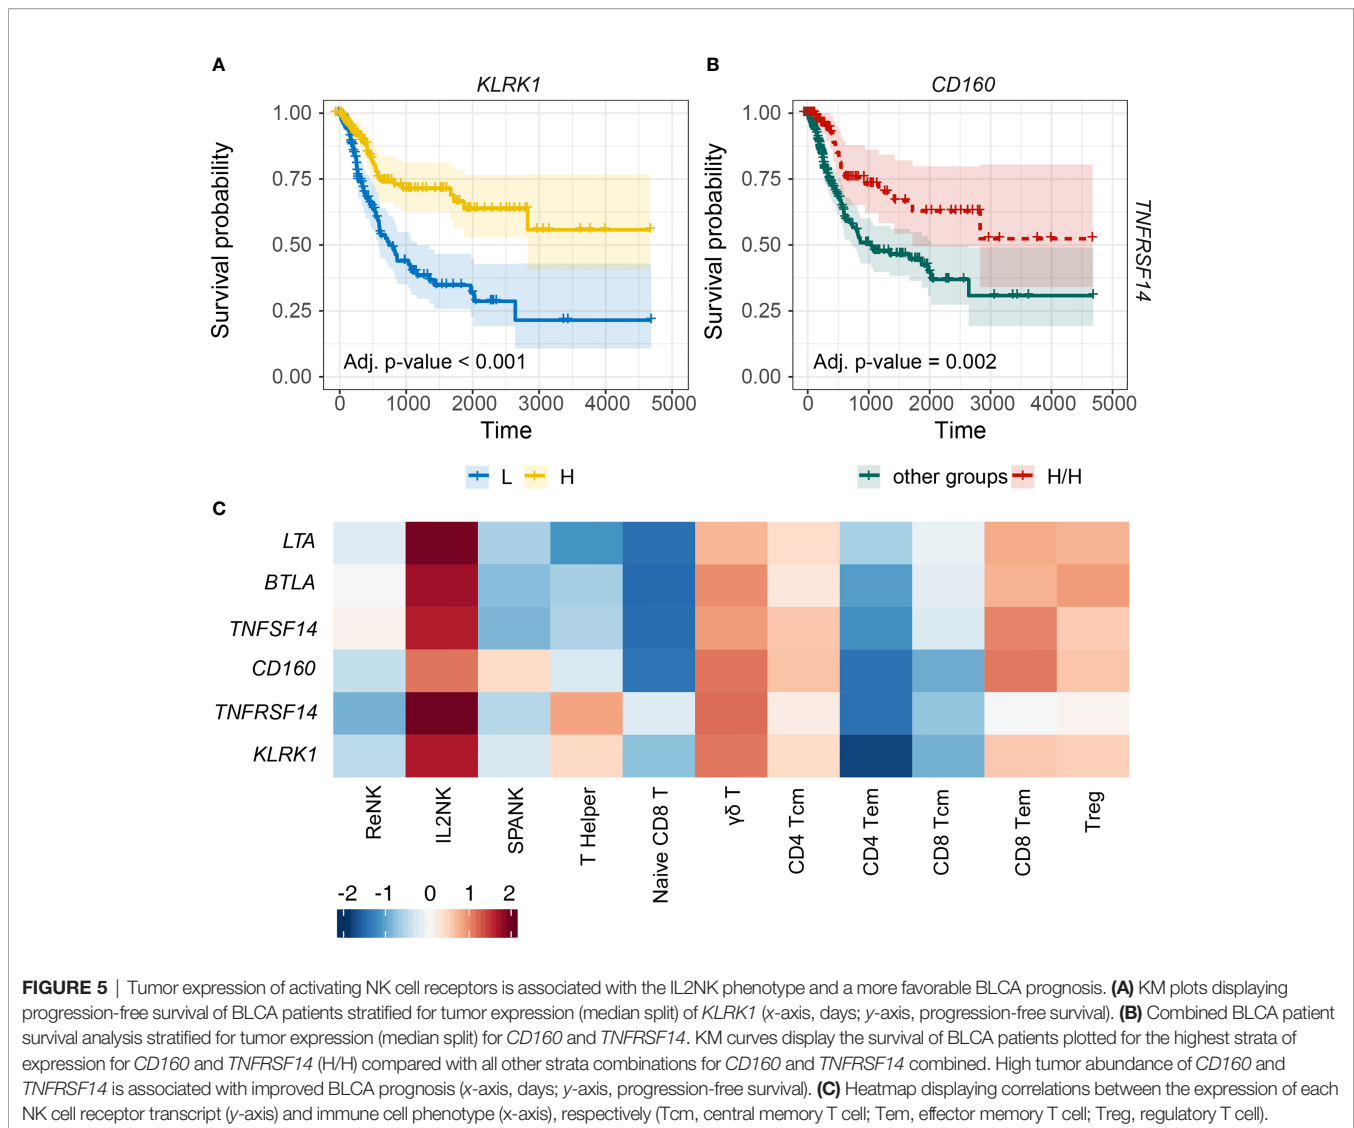 A
KLRK1
1.00
0.75
0.50
0.25
0.00
Survival probability
Adj. p-value < 0.001
0 1000 2000 3000 4000 5000
Time
L H
B
CD160
1.00
0.75
0.50
0.25
0.00
Survival probability
TNFRSF14
Adj. p-value = 0.002
0 1000 2000 3000 4000 5000
Time
other groups H/H
C
LTA
BTLA
TNFSF14
CD160
TNFRSF14
KLRK1
ReNK
IL2NK
SPANK
T Helper
Naive CD8 T
γδ T
CD4 Tcm
CD4 Tem
CD8 Tcm
CD8 Tem
Treg
-2 -1 0 1 2
FIGURE 5 | Tumor expression of activating NK cell receptors is associated with the IL2NK phenotype and a more favorable BLCA prognosis. (A) KM plots displaying
progression-free survival of BLCA patients stratified for tumor expression (median split) of KLRK1 (x-axis, days; y-axis, progression-free survival). (B) Combined BLCA patient
survival analysis stratified for tumor expression (median split) for CD160 and TNFRSF14. KM curves display the survival of BLCA patients plotted for the highest strata of
expression for CD160 and TNFRSF14 (H/H) compared with all other strata combinations for CD160 and TNFRSF14 combined. High tumor abundance of CD160 and
TNFRSF14 is associated with improved BLCA prognosis (x-axis, days; y-axis, progression-free survival). (C) Heatmap displaying correlations between the expression of each
NK cell receptor transcript (y-axis) and immune cell phenotype (x-axis), respectively (Tcm, central memory T cell; Tem, effector memory T cell; Treg, regulatory T cell).